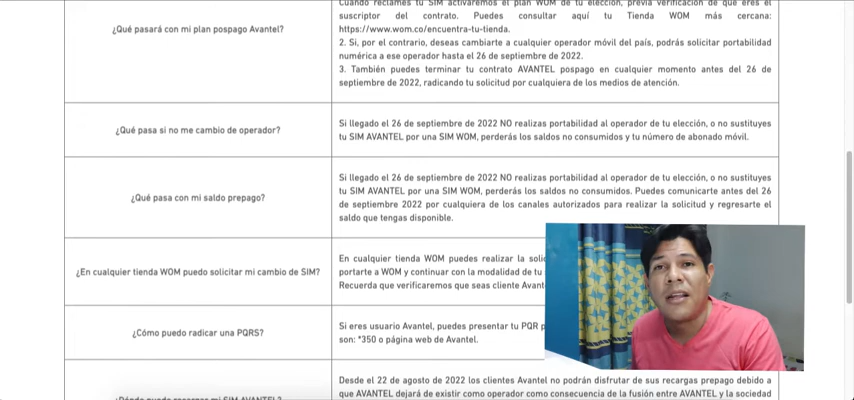 Cuando reclames tu SIM activaremos el plan WOM de tu elección, previa verificación de que eres el
¿Qué pasará con mi plan pospago Avantel?
suscriptor del contrato. Puedes consultar aquí tu Tienda WOM más cercana:
https://www.wom.co/encuentra-tu-tienda.
2. Si, por el contrario, deseas cambiarte a cualquier operador móvil del país, podrás solicitar portabilidad
numérica a ese operador hasta el 26 de septiembre de 2022.
3. También puedes terminar tu contrato AVANTEL pospago en cualquier momento antes del 26 de
septiembre de 2022, radicando tu solicitud por cualquiera de los medios de atención.
¿Qué pasa si no me cambio de operador?
Si llegado el 26 de septiembre de 2022 NO realizas portabilidad al operador de tu elección, o no sustituyes
tu SIM AVANTEL por una SIM WOM, perderás los saldos no consumidos y tu número de abonado móvil.
¿Qué pasa con mi saldo prepago?
Si llegado el 26 de septiembre de 2022 NO realizas portabilidad al operador de tu elección, o no sustituyes
tu SIM AVANTEL por una SIM WOM, perderás los saldos no consumidos. Puedes comunicarte antes del 26
de septiembre de 2022 por cualquiera de los canales autorizados para realizar la solicitud y regresarte el
saldo que tengas disponible.
¿En cualquier tienda WOM puedo solicitar mi cambio de SIM?
En cualquier tienda WOM puedes realizar la
portarte a WOM y continuar con la modalidad de tu
Recuerda que verificaremos que seas cliente
¿Cómo puedo radicar una PQRS?
Si eres usuario Avantel, puedes presentar tu PQR
son: *350 o página web de Avantel.
¿Dónde puedo recargar mi SIM AVANTEL?
Desde el 22 de agosto de 2022 los clientes Avantel no podrán disfrutar de sus recargas prepago debido a
que AVANTEL dejará de existir como operador como consecuencia de la fusión entre AVANTEL y la sociedad